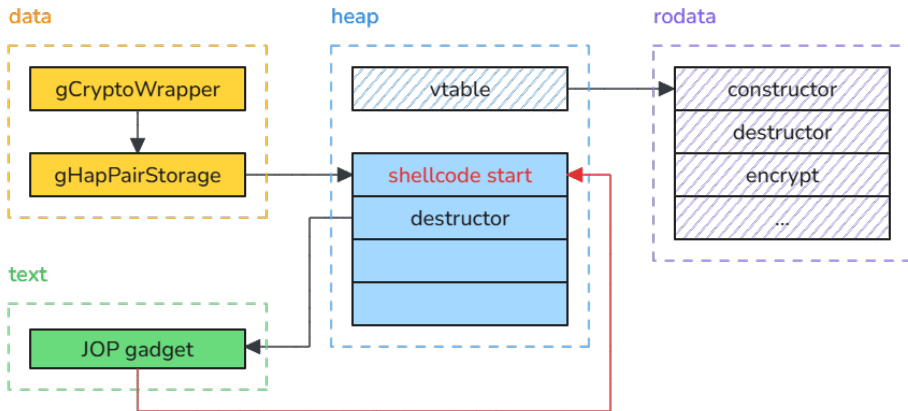 data
heap
rodata
gCryptoWrapper
vtable
constructor
destructor
gHapPairStorage
shellcode start
encrypt
destructor
...
text
JOP gadget